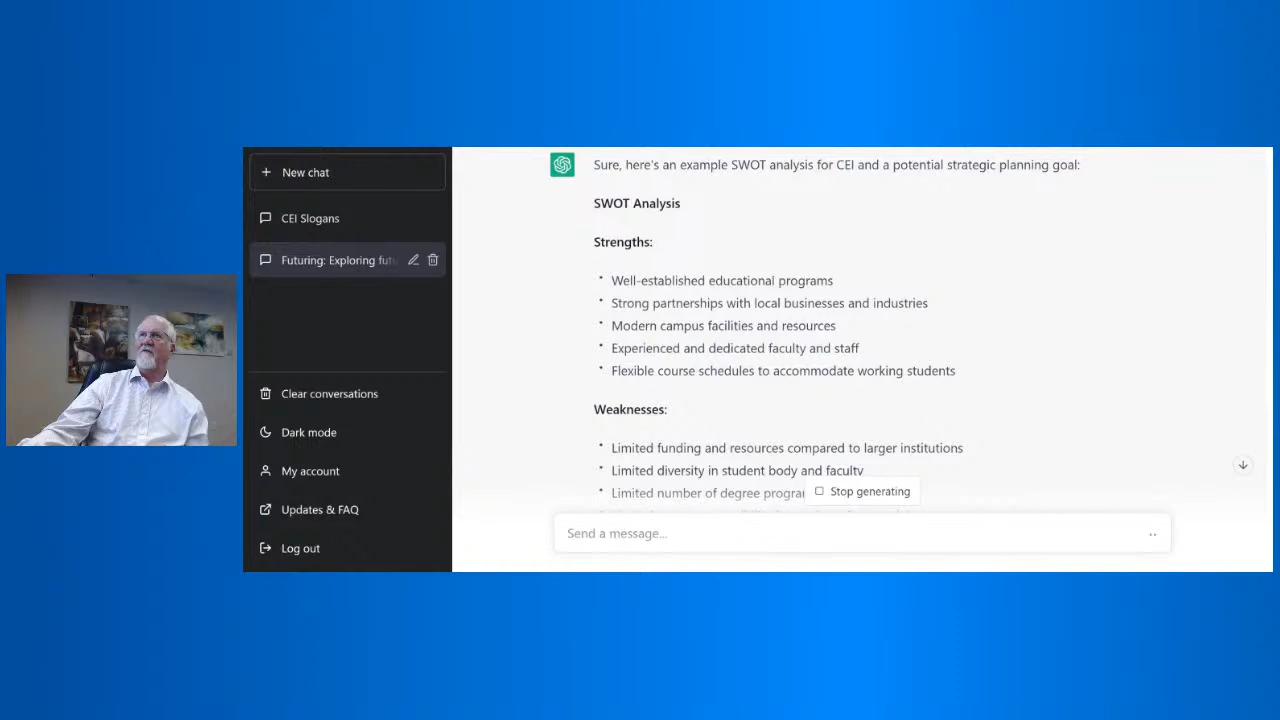 New chat
CEI Slogans
Futuring: Exploring fut
Clear conversations
Dark mode
My account
Updates & FAQ
Log out
Sure, here's an example SWOT analysis for CEI and a potential strategic planning goal:
SWOT Analysis
Strengths:
• Well-established educational programs
• Strong partnerships with local businesses and industries
• Modern campus facilities and resources
• Experienced and dedicated faculty and staff
• Flexible course schedules to accommodate working students
Weaknesses:
• Limited funding and resources compared to larger institutions
• Limited diversity in student body and faculty
• Limited number of degree progra
Stop generating
Send a message...